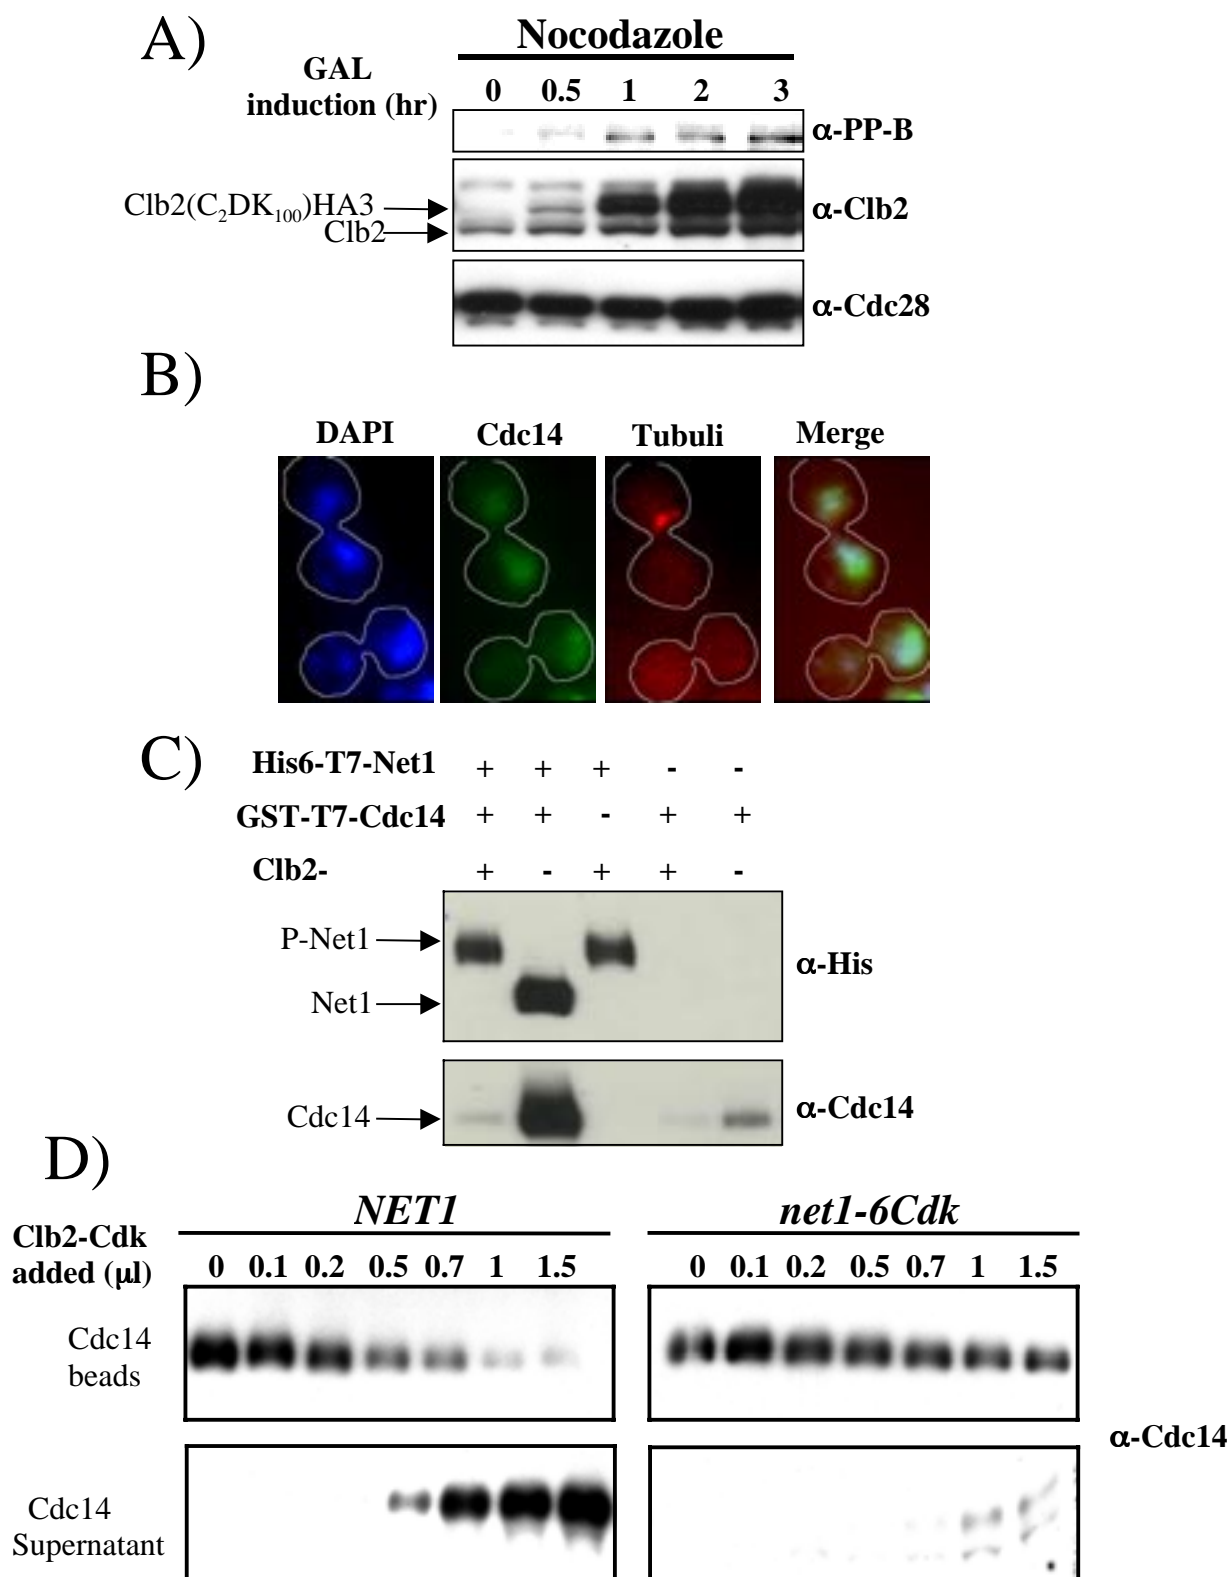 A)
Nocodazole
GAL
induction (hr)
0 0.5 1 2 3
α-PP-B
Clb2(C₂DK₁₀₀)HA3
α-Clb2
Clb2
α-Cdc28
B)
DAPI Cdc14 Tubuli Merge
C)
His6-T7-Net1 + + + - -
GST-T7-Cdc14 + + - + +
Clb2- + - + + -
P-Net1
α-His
Net1
Cdc14
α-Cdc14
D)
NET1 net1-6Cdk
Clb2-Cdk
added (µl)
0 0.1 0.2 0.5 0.7 1 1.5 0 0.1 0.2 0.5 0.7 1 1.5
Cdc14
beads
α-Cdc14
Cdc14
Supernatant